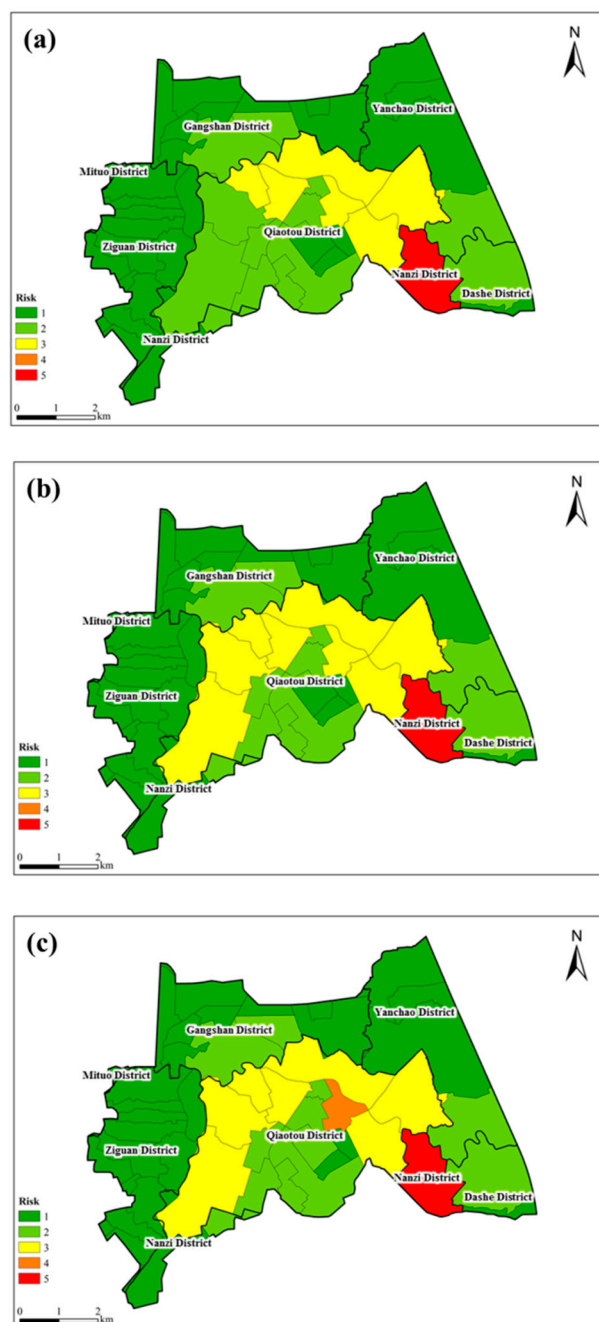 (a)
N
Yanchao District
Gangshan District
Mituo District
Qiaotou District
Ziguan District
Nanzi District
Dashe District
Risk
1
2
3
4
5
Nanzi District
0 1 2
km
(b)
N
Yanchao District
Gangshan District
Mituo District
Qiaotou District
Ziguan District
Nanzi District
Dashe District
Risk
1
2
3
4
5
Nanzi District
0 1 2
km
(c)
N
Yanchao District
Gangshan District
Mituo District
Qiaotou District
Ziguan District
Nanzi District
Dashe District
Risk
1
2
3
4
5
Nanzi District
0 1 2
km